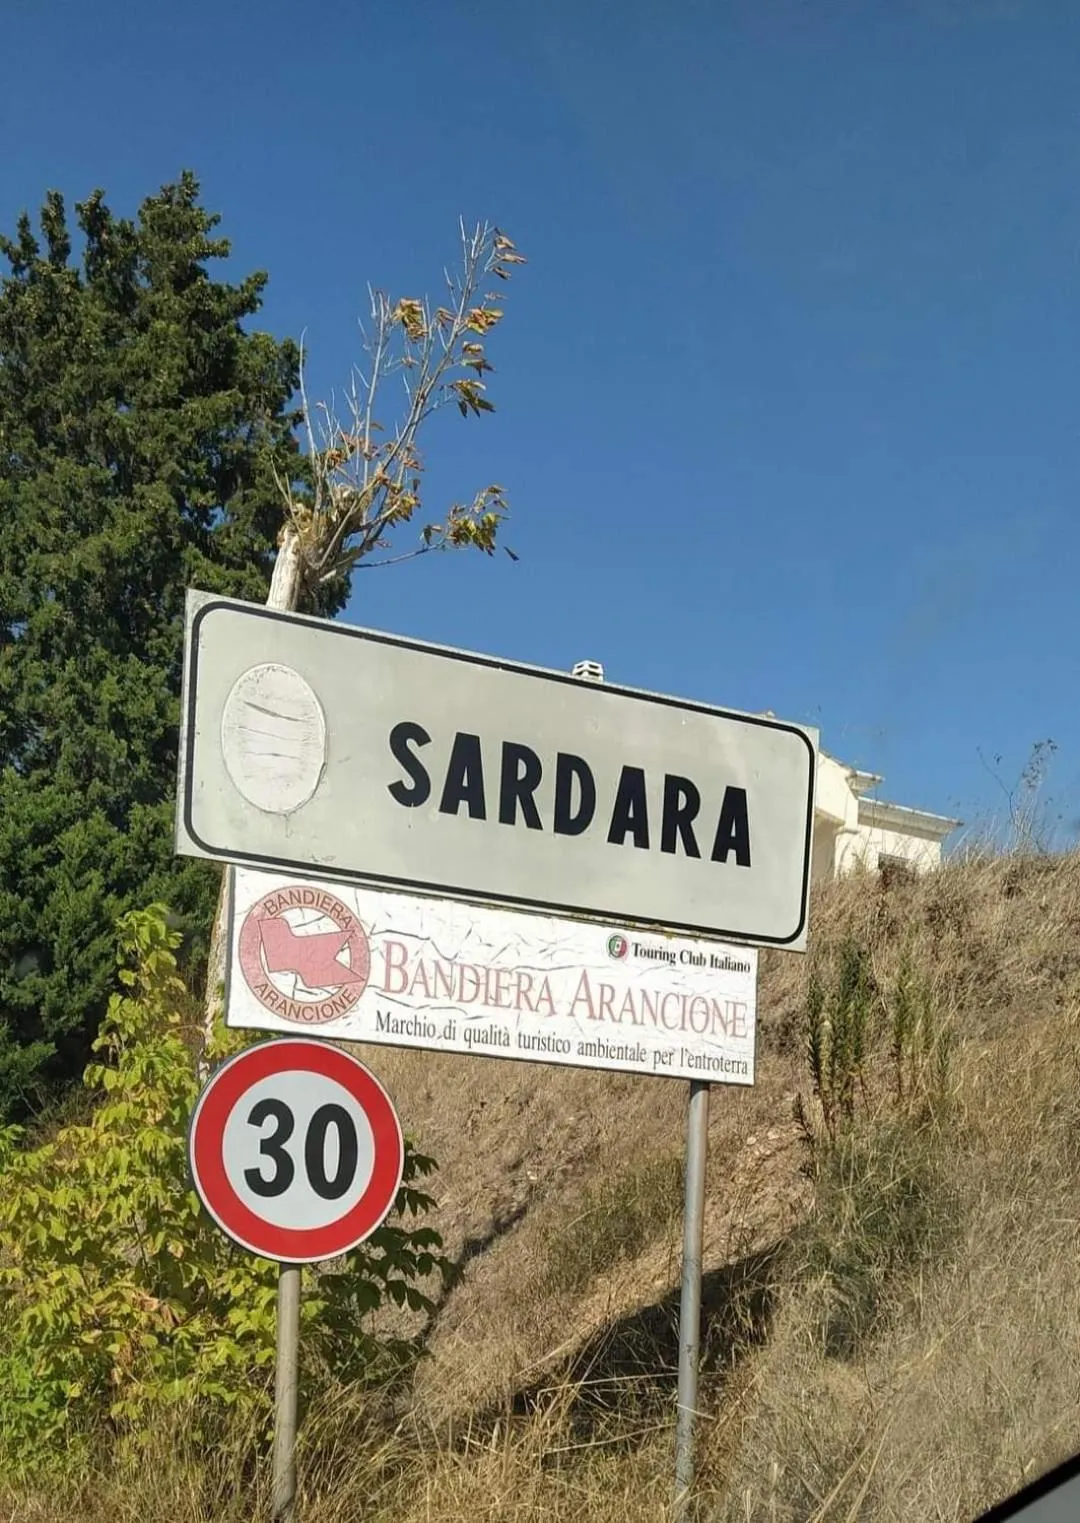 SARDARA
BANDIERA
ARANCIONE
Touring Club Italiano
BANDIERA ARANCIONE
Marchio di qualità turistico ambientale per l'entroterra
30